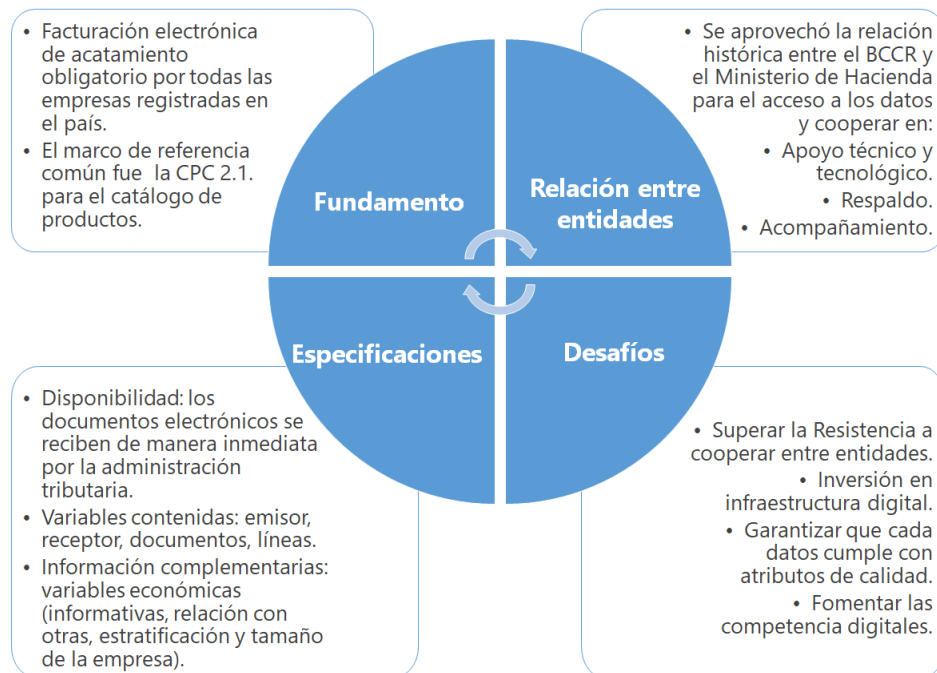 • Facturación electrónica
de acatamiento
obligatorio por todas las
empresas registradas en
el país.
• El marco de referencia
común fue la CPC 2.1.
para el catálogo de
productos.
Fundamento
• Se aprovechó la relación
histórica entre el BCCR y
el Ministerio de Hacienda
para el acceso a los datos
y cooperar en:
• Apoyo técnico y
tecnológico.
• Respaldo.
• Acompañamiento.
Relación entre
entidades
Especificaciones
• Disponibilidad: los
documentos electrónicos se
reciben de manera inmediata
por la administración
tributaria.
• Variables contenidas: emisor,
receptor, documentos, líneas.
• Información complementarias:
variables económicas
(informativas, relación con
otras, estratificación y tamaño
de la empresa).
Desafíos
• Superar la Resistencia a
cooperar entre entidades.
• Inversión en
infraestructura digital.
• Garantizar que cada
datos cumple con
atributos de calidad.
• Fomentar las
competencia digitales.